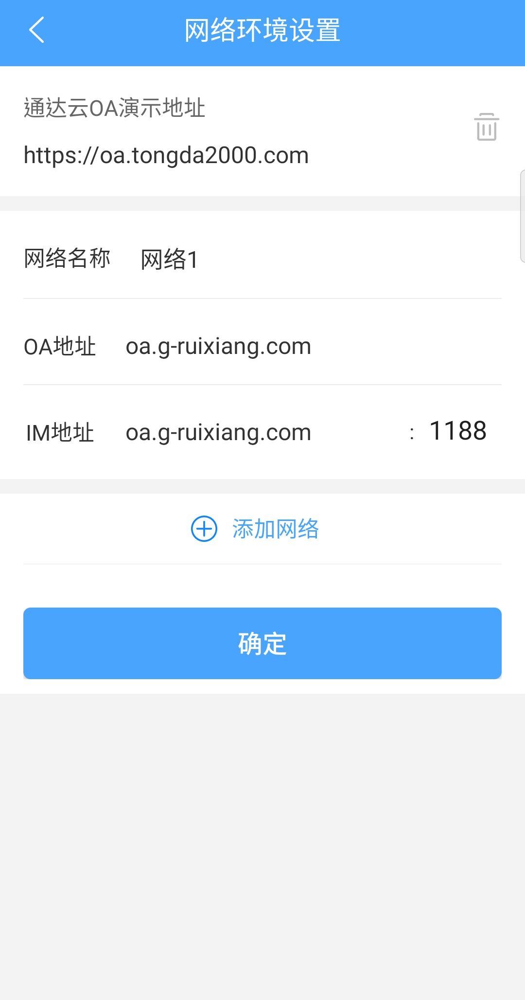 网络环境设置
通达云OA演示地址
https://oa.tongda2000.com
网络名称 网络1
OA地址 oa.g-ruixiang.com
IM地址 oa.g-ruixiang.com : 1188
添加网络
确定